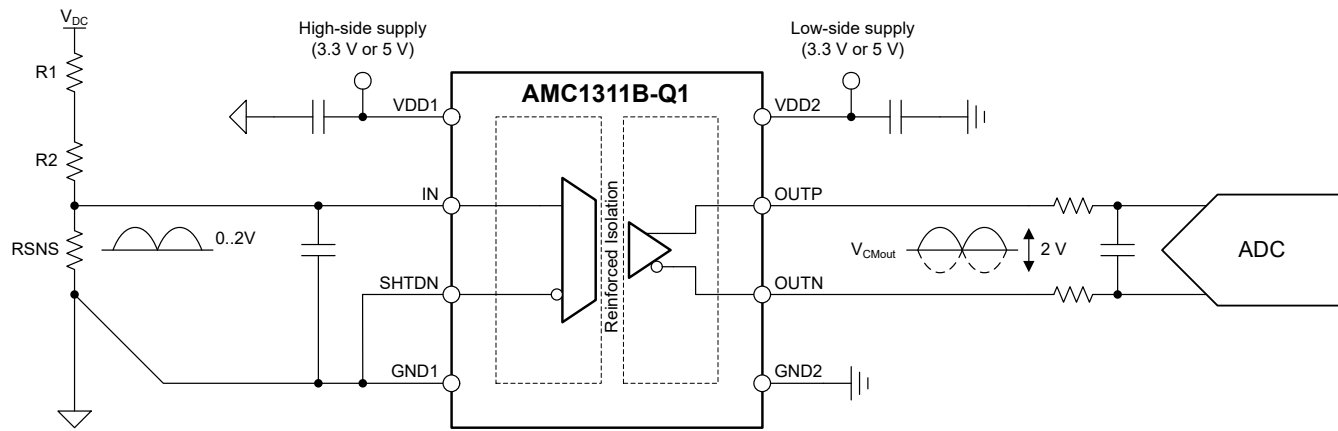 VDC
R1
R2
RSNS
0..2V
High-side supply
(3.3 V or 5 V)
VDD1
IN
SHTDN
GND1
AMC1311B-Q1
Reinforced Isolation
Low-side supply
(3.3 V or 5 V)
VDD2
OUTP
OUTN
GND2
VCMout
2 V
ADC